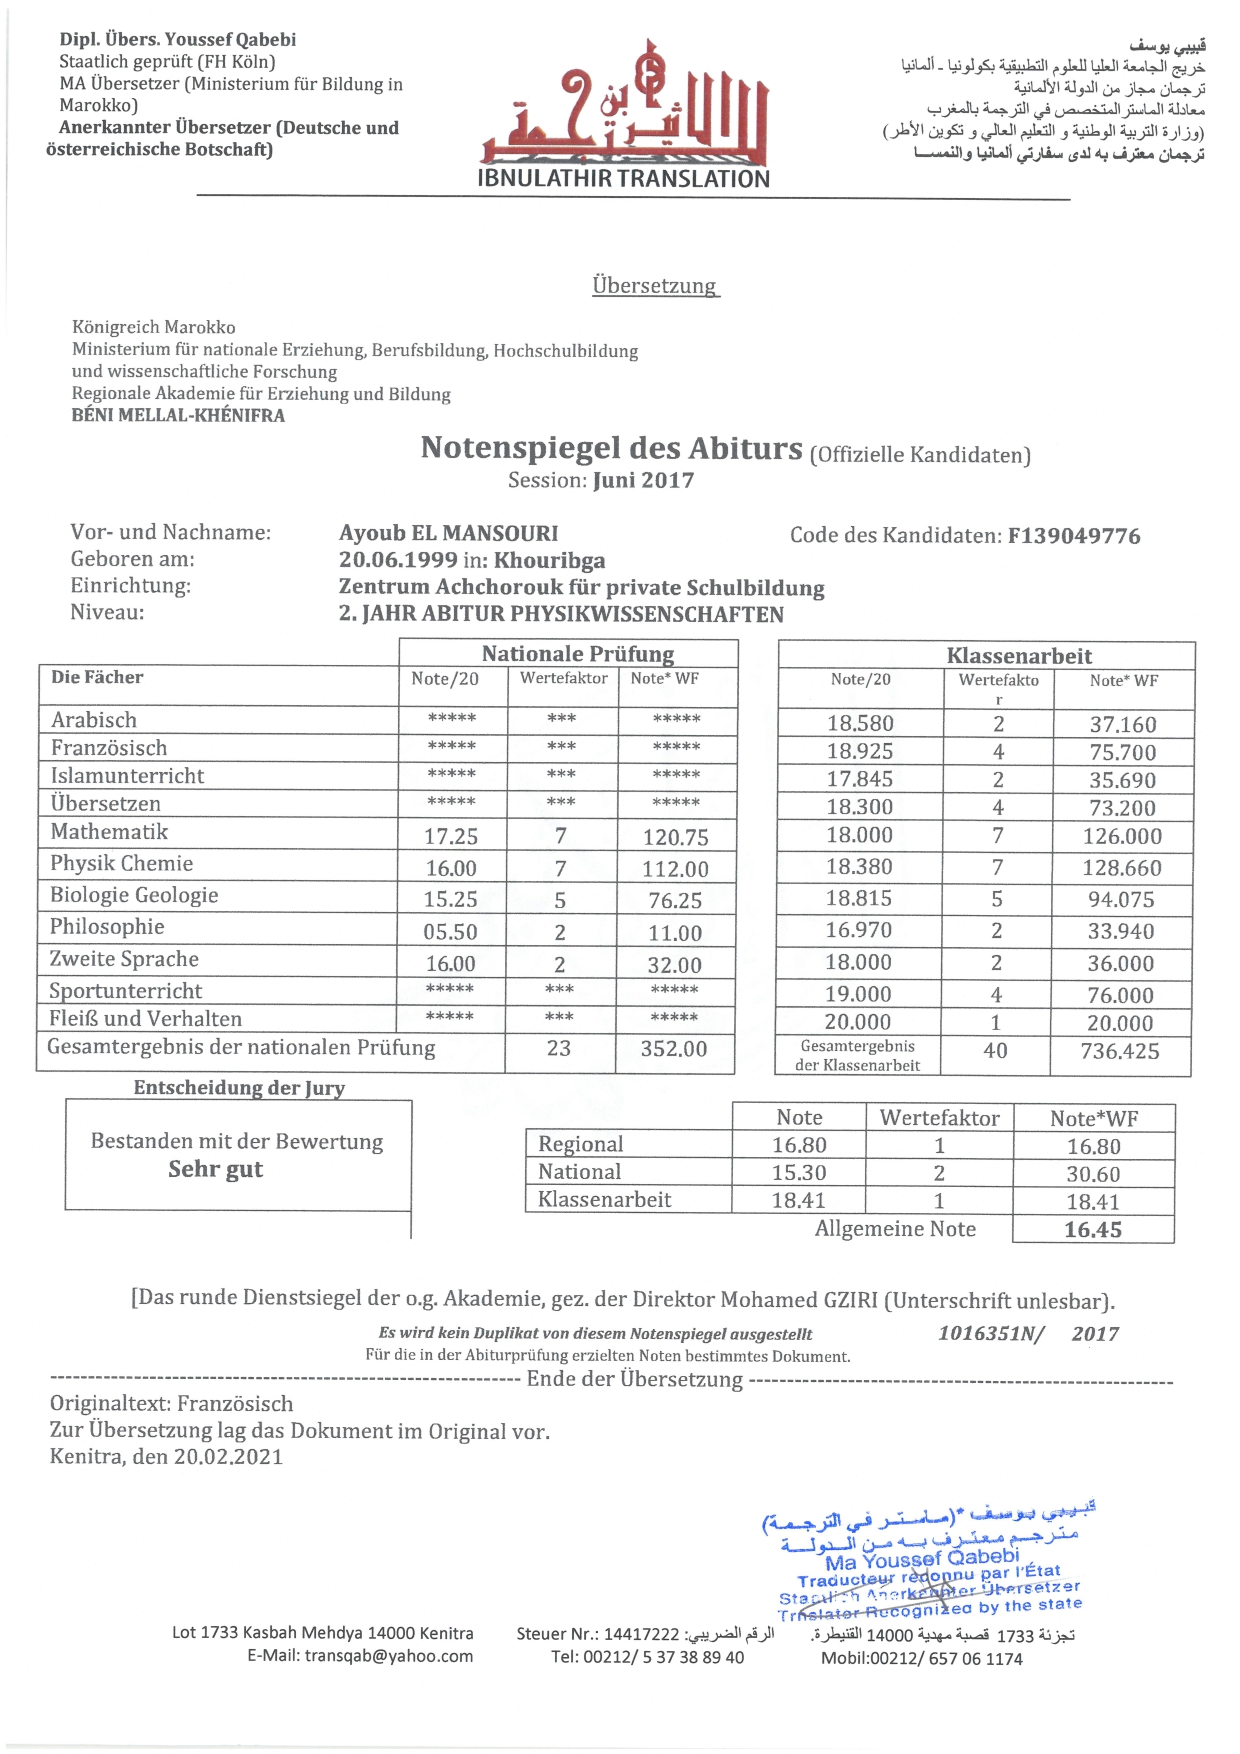 Dipl. Übers. Youssef Qabebi
Staatlich geprüft (FH Köln)
MA Übersetzer (Ministerium für Bildung in
Marokko)
Anerkannter Übersetzer (Deutsche und
österreichische Botschaft)
IBNULATHIR TRANSLATION
قبيبي يوسف
خريج الجامعة العليا للعلوم التطبيقية بكولونيا - ألمانيا
ترجمان مجاز من الدولة الألمانية
معادلة الماستر المتخصص في الترجمة بالمغرب
(وزارة التربية الوطنية و التعليم العالي و تكوين الأطر)
ترجمان معترف به لدى سفارتي ألمانيا والنمسا
Übersetzung
Königreich Marokko
Ministerium für nationale Erziehung, Berufsbildung, Hochschulbildung
und wissenschaftliche Forschung
Regionale Akademie für Erziehung und Bildung
BÉNI MELLAL-KHÉNIFRA
Notenspiegel des Abiturs (Offizielle Kandidaten)
Session: Juni 2017
Vor- und Nachname: Ayoub EL MANSOURI Code des Kandidaten: F139049776
Geboren am: 20.06.1999 in: Khouribga
Einrichtung: Zentrum Achchorouk für private Schulbildung
Niveau: 2. JAHR ABITUR PHYSIKWISSENSCHAFTEN
Nationale Prüfung Klassenarbeit
Die Fächer Note/20 Wertefaktor Note* WF Note/20 Wertefakto Note* WF
r
Arabisch ***** *** ***** 18.580 2 37.160
Französisch ***** *** ***** 18.925 4 75.700
Islamunterricht ***** *** ***** 17.845 2 35.690
Übersetzen ***** *** ***** 18.300 4 73.200
Mathematik 17.25 7 120.75 18.000 7 126.000
Physik Chemie 16.00 7 112.00 18.380 7 128.660
Biologie Geologie 15.25 5 76.25 18.815 5 94.075
Philosophie 05.50 2 11.00 16.970 2 33.940
Zweite Sprache 16.00 2 32.00 18.000 2 36.000
Sportunterricht ***** *** ***** 19.000 4 76.000
Fleiß und Verhalten ***** *** ***** 20.000 1 20.000
Gesamtergebnis der nationalen Prüfung 23 352.00 Gesamtergebnis 40 736.425
der Klassenarbeit
Entscheidung der Jury
Bestanden mit der Bewertung
Sehr gut
Note Wertefaktor Note*WF
Regional 16.80 1 16.80
National 15.30 2 30.60
Klassenarbeit 18.41 1 18.41
Allgemeine Note 16.45
[Das runde Dienstsiegel der o.g. Akademie, gez. der Direktor Mohamed GZIRI (Unterschrift unlesbar).
Es wird kein Duplikat von diesem Notenspiegel ausgestellt 1016351N/ 2017
Für die in der Abiturprüfung erzielten Noten bestimmtes Dokument.
------------------------------------------------------- Ende der Übersetzung --------------------------------------------------
Originaltext: Französisch
Zur Übersetzung lag das Dokument im Original vor.
Kenitra, den 20.02.2021
قبيبي يوسف *(ماستر في الترجمة)
مترجم معترف به من الدولة
Ma Youssef Qabebi
Traducteur reconnu par l'État
Staatlich Anerkannter Übersetzer
Trnslator Recognized by the state
Lot 1733 Kasbah Mehdya 14000 Kenitra Steuer Nr.: 14417222 :الرقم الضريبي تجزئة 1733 قصبة مهدية 14000 القنيطرة.
E-Mail: transqab@yahoo.com Tel: 00212/ 5 37 38 89 40 Mobil:00212/ 657 06 1174